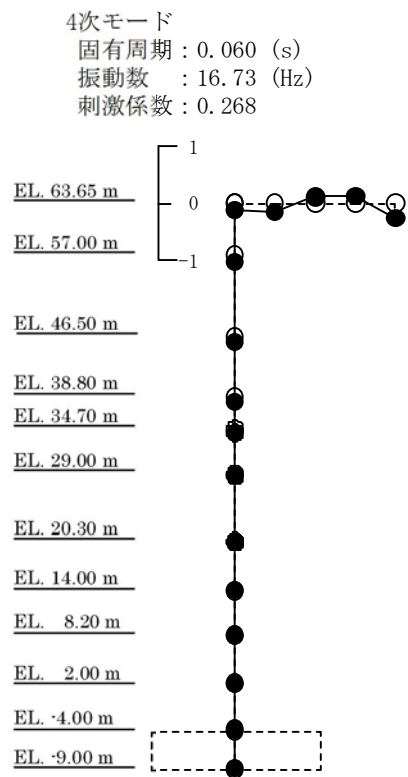 4次モード
固有周期：0.060 (s)
振動数 ：16.73 (Hz)
刺激係数：0.268
1
EL. 63.65 m
0
EL. 57.00 m
-1
EL. 46.50 m
EL. 38.80 m
EL. 34.70 m
EL. 29.00 m
EL. 20.30 m
EL. 14.00 m
EL. 8.20 m
EL. 2.00 m
EL. -4.00 m
EL. -9.00 m